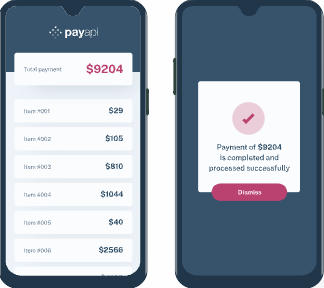 payapi
Total payment $9204
Item #001 $29
Item #002 $105
Item #003 $810
Item #004 $1044
Item #005 $40
Item #006 $2566
Payment of $9204
is completed and
processed successfully
Dismiss